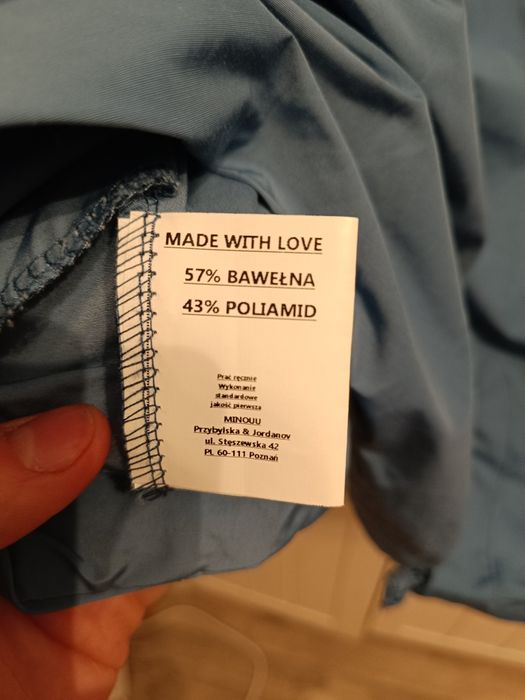 MADE WITH LOVE
57% BAWEŁNA
43% POLIAMID
Prać ręcznie
Wykonanie
standardowe
jakość pierwsza
MINOUU
Przybylska & Jordanov
ul. Stęszewska 42
PL 60-111 Poznań